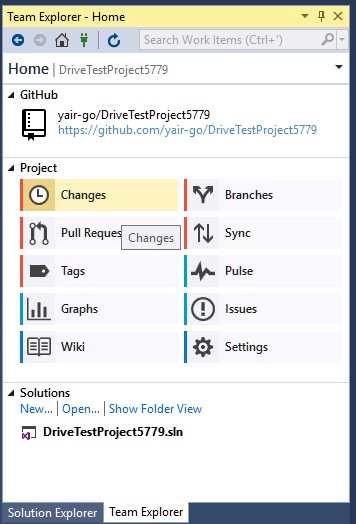 Team Explorer - Home
Search Work Items (Ctrl+')
Home | DriveTestProject5779
GitHub
yair-go/DriveTestProject5779
https://github.com/yair-go/DriveTestProject5779
Project
Changes
Branches
Pull Reques
Changes
Sync
Tags
Pulse
Graphs
Issues
Wiki
Settings
Solutions
New... | Open... | Show Folder View
DriveTestProject5779.sln
Solution Explorer Team Explorer